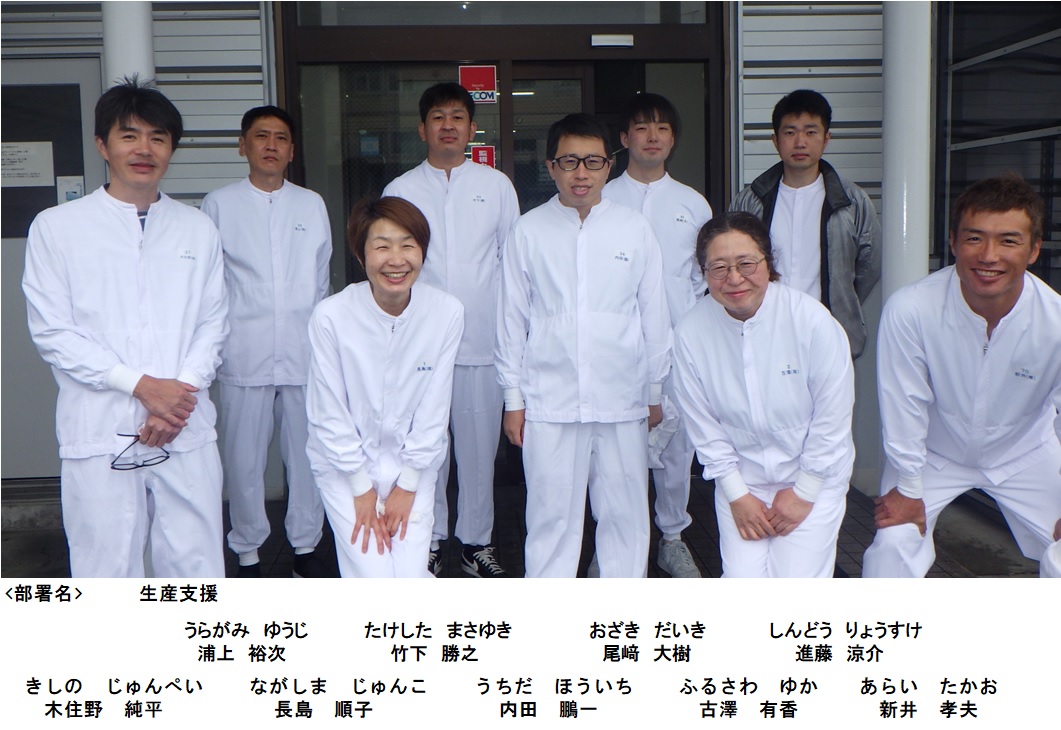 COM
<部署名> 生産支援
うらがみ ゆうじ たけした まさゆき おざき だいき しんどう りょうすけ
浦上 裕次 竹下 勝之 尾﨑 大樹 進藤 涼介
きしの じゅんぺい ながしま じゅんこ うちだ ほういち ふるさわ ゆか あらい たかお
木住野 純平 長島 順子 内田 鵬一 古澤 有香 新井 孝夫